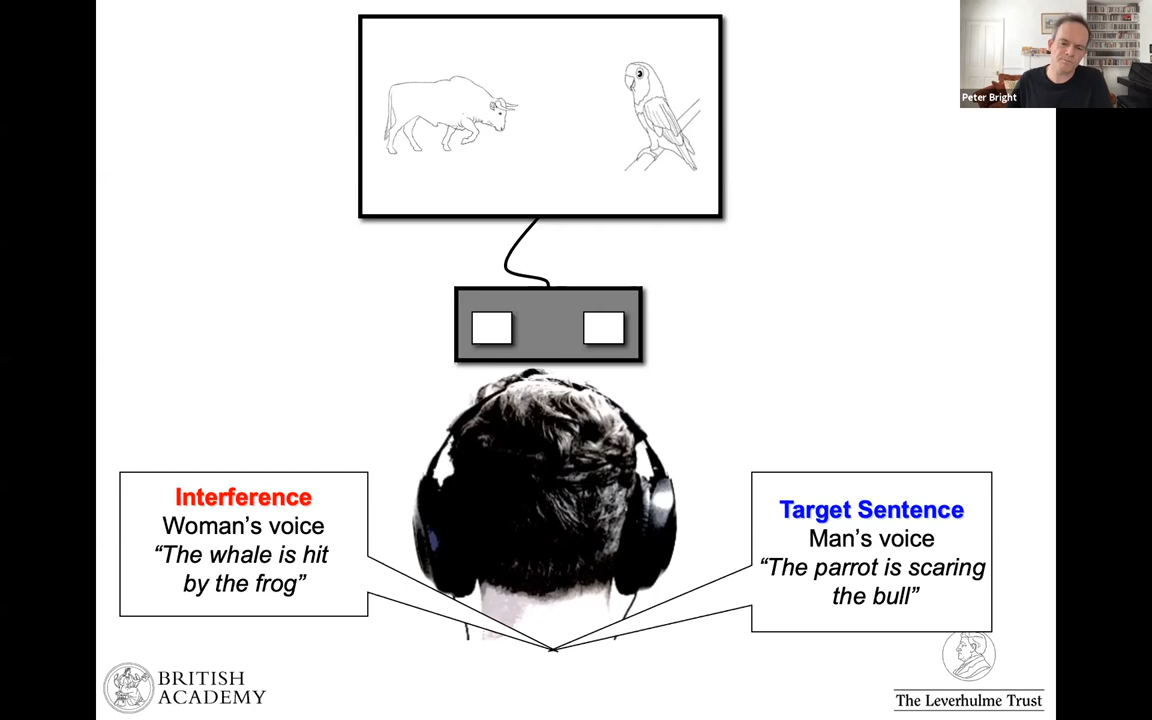 Peter Bright
Interference
Woman’s voice
“The whale is hit
by the frog”
Target Sentence
Man’s voice
“The parrot is scaring
the bull”
BRITISH
ACADEMY
The Leverhulme Trust